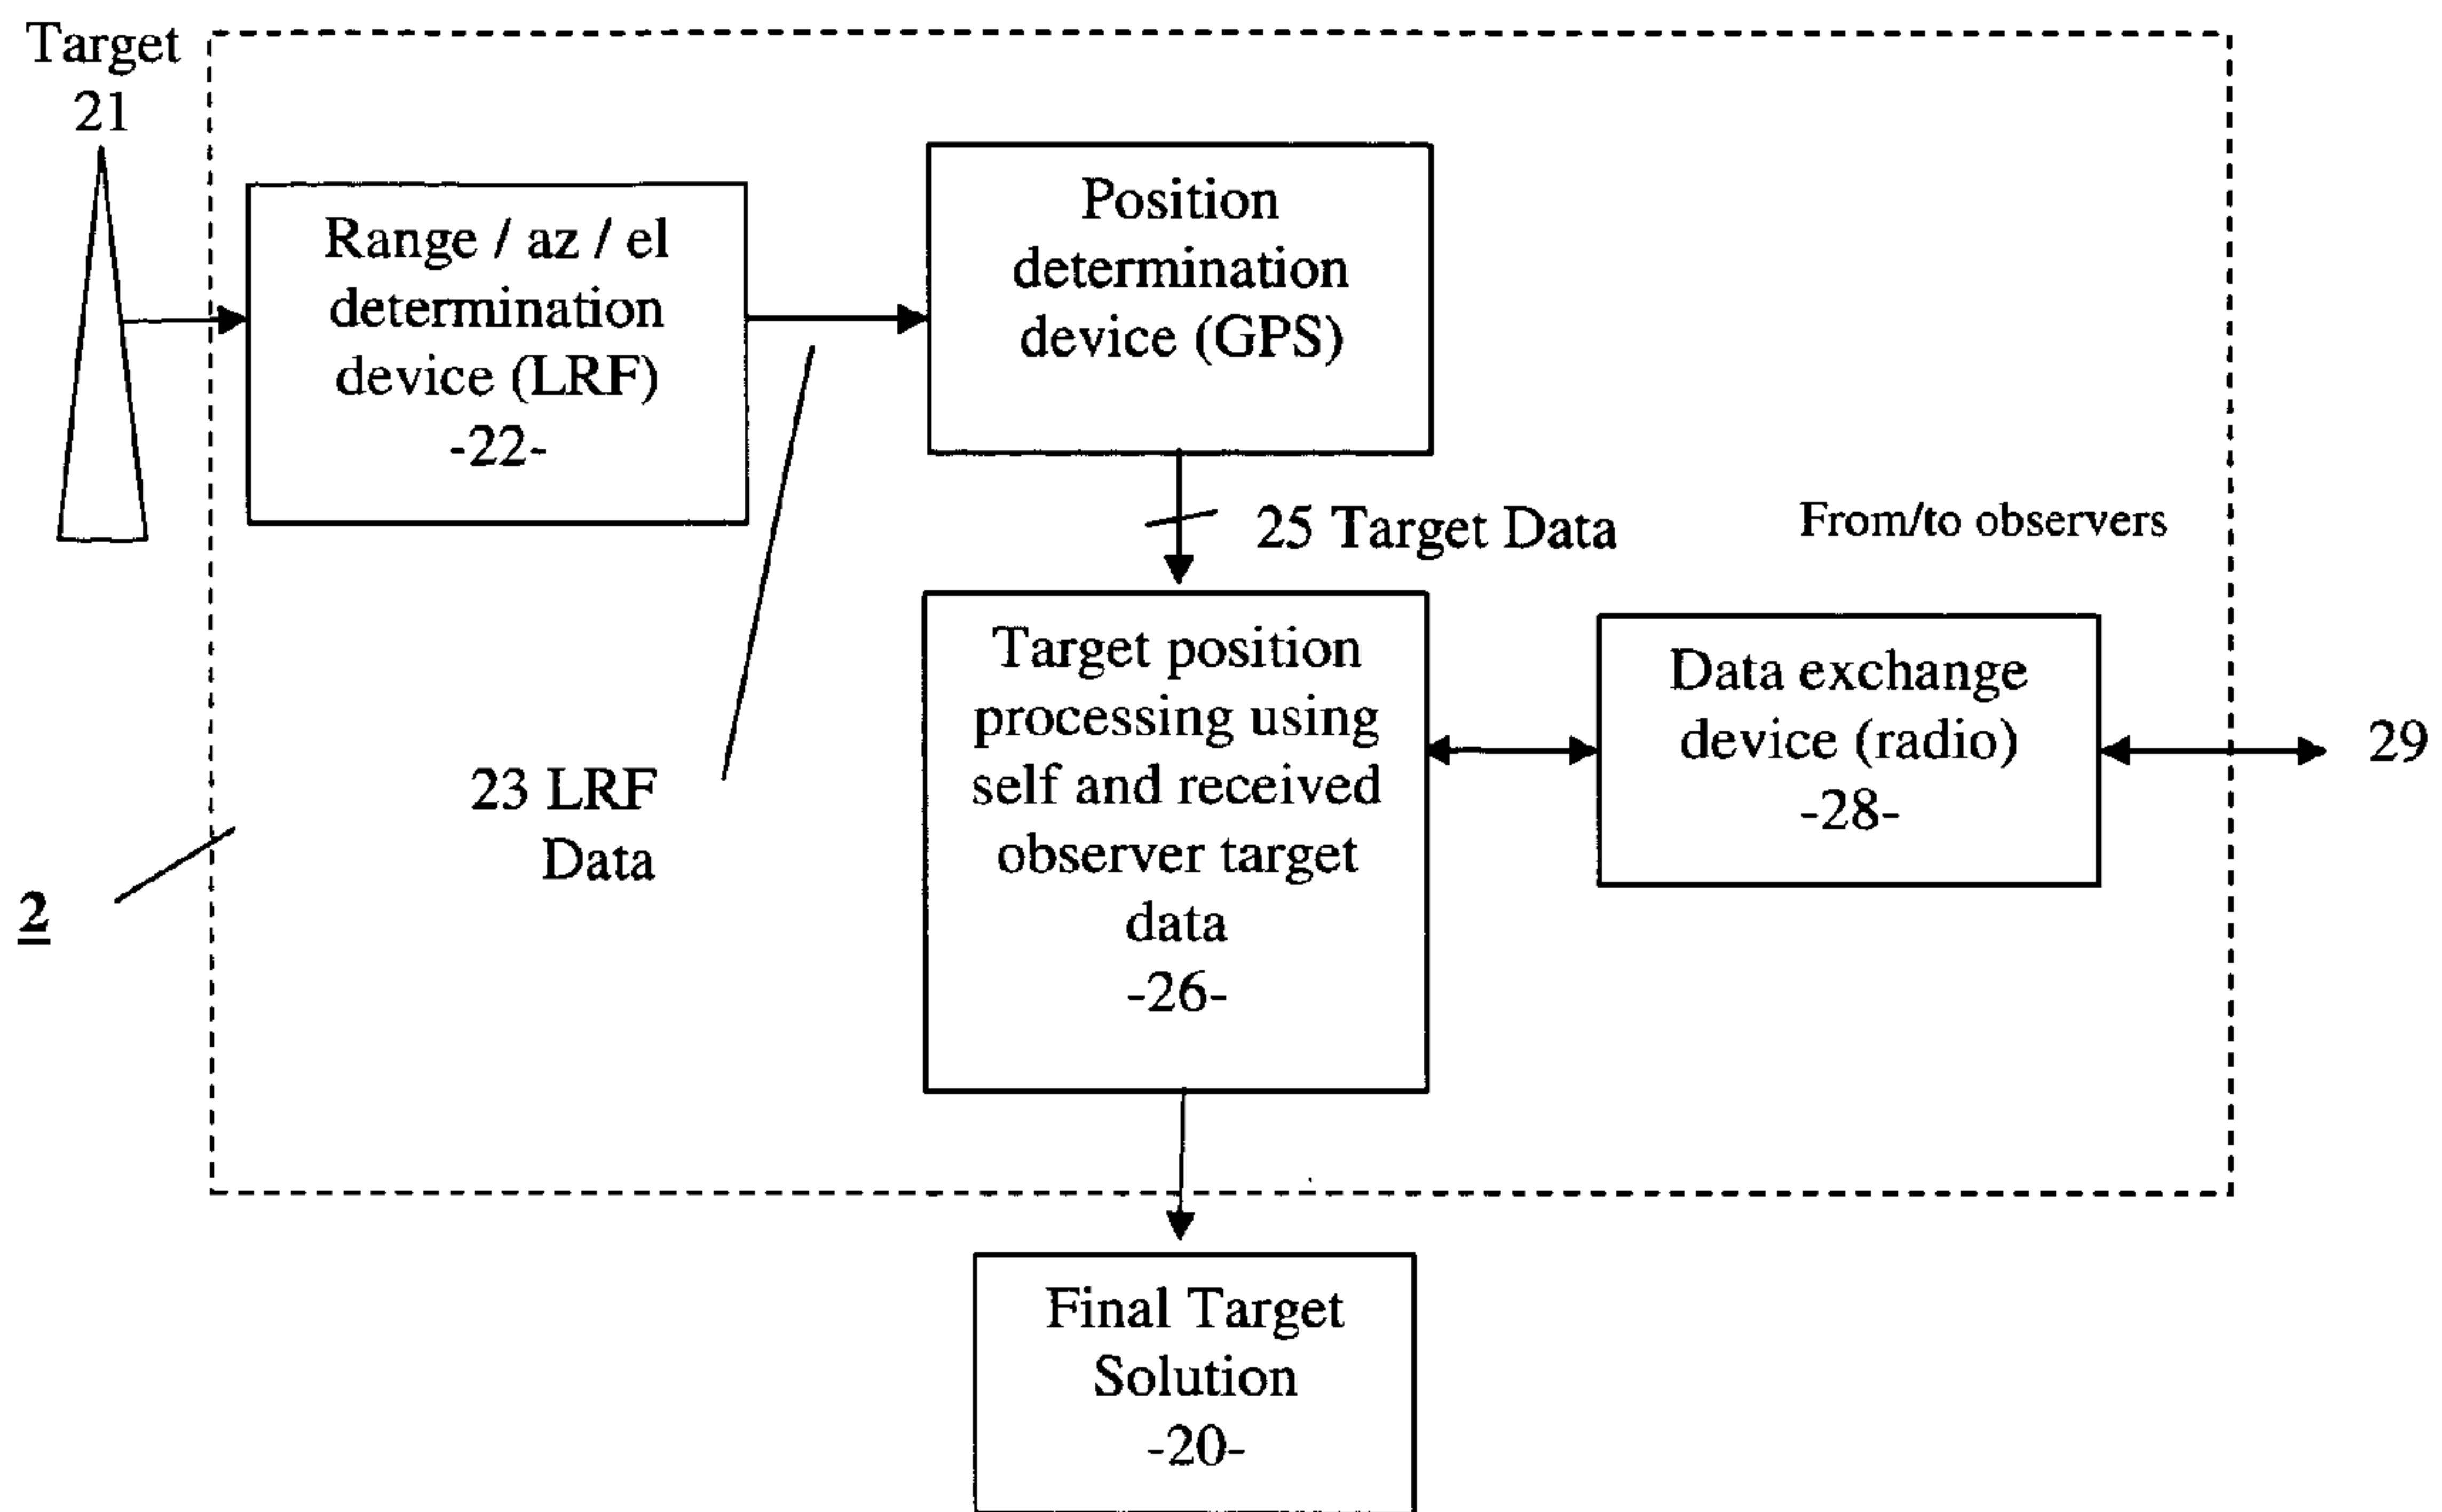 Target
21
Range / az / el
determination
device (LRF)
-22-
Position
determination
device (GPS)
25 Target Data
From/to observers
Target position
processing using
self and received
observer target
data
-26-
Data exchange
device (radio)
-28-
29
23 LRF
Data
2
Final Target
Solution
-20-